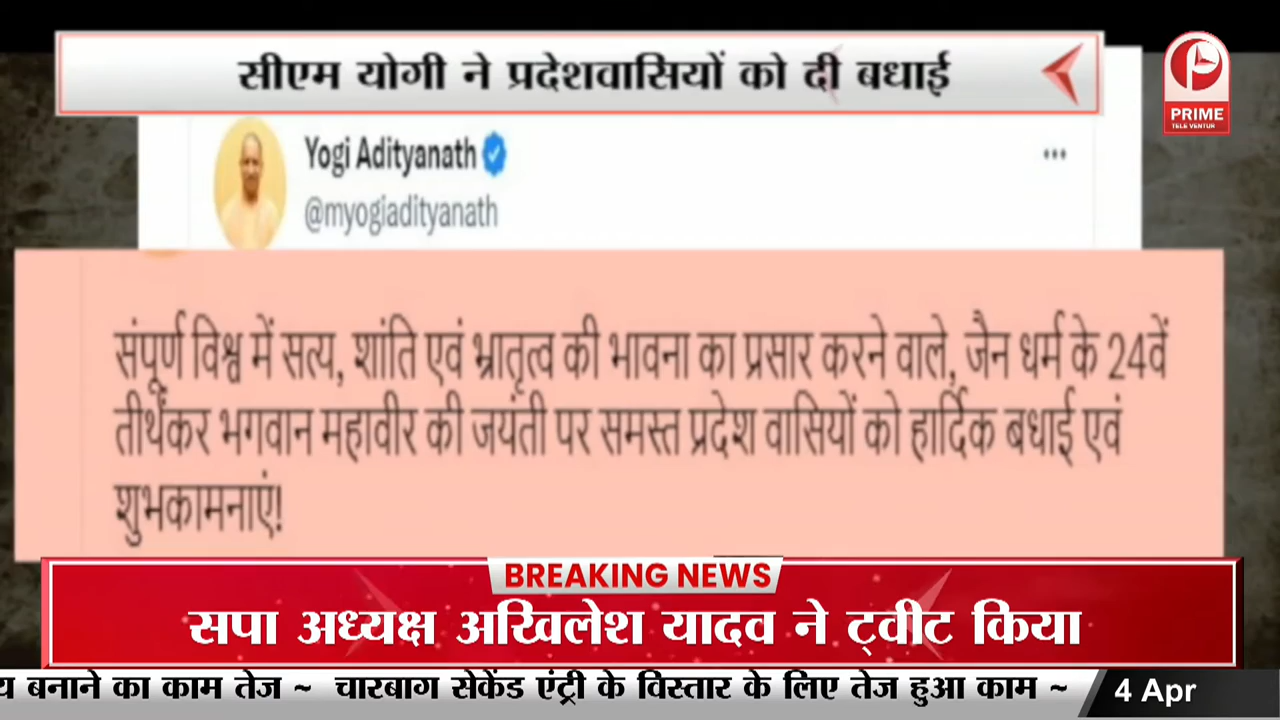 सीएम योगी ने प्रदेशवासियों को दी बधाई
PRIME
TELE VENTUR
Yogi Adityanath
@myogiadityanath
संपूर्ण विश्व में सत्य, शांति एवं भ्रातृत्व की भावना का प्रसार करने वाले, जैन धर्म के 24वें
तीर्थंकर भगवान महावीर की जयंती पर समस्त प्रदेश वासियों को हार्दिक बधाई एवं
शुभकामनाएं!
BREAKING NEWS
सपा अध्यक्ष अखिलेश यादव ने ट्वीट किया
य बनाने का काम तेज ~ चारबाग सेकेंड एंट्री के विस्तार के लिए तेज हुआ काम ~
4 Apr